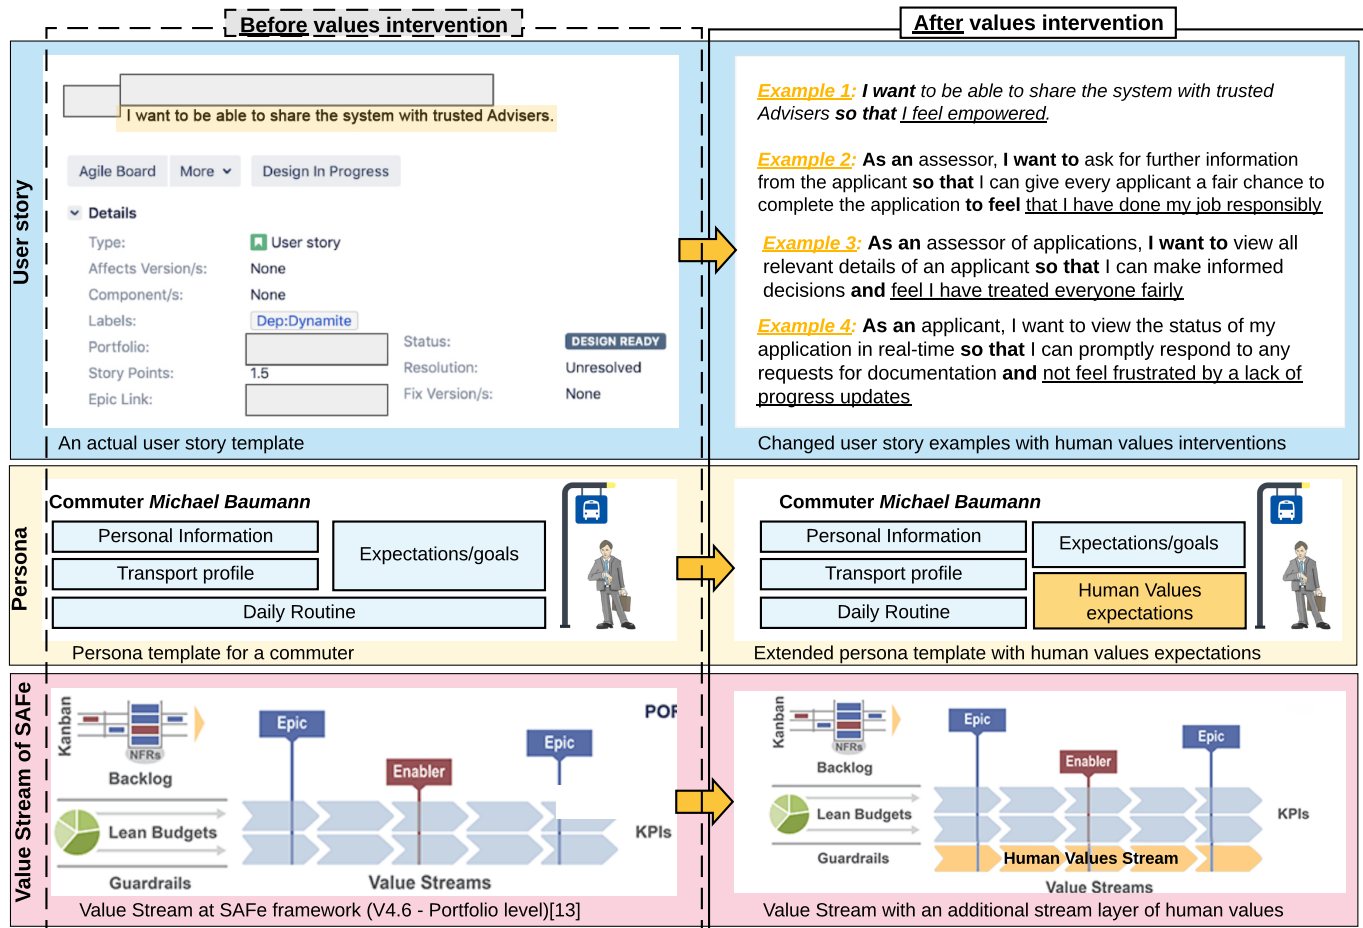 Before values intervention
After values intervention
User story
I want to be able to share the system with trusted Advisers.
Agile Board
More
Design In Progress
Details
Type:
User story
Affects Version/s:
None
Component/s:
None
Labels:
Dep:Dynamite
Portfolio:
Story Points:
1.5
Epic Link:
Status:
DESIGN READY
Resolution:
Unresolved
Fix Version/s:
None
An actual user story template
Example 1: I want to be able to share the system with trusted
Advisers so that I feel empowered.
Example 2: As an assessor, I want to ask for further information
from the applicant so that I can give every applicant a fair chance to
complete the application to feel that I have done my job responsibly
Example 3: As an assessor of applications, I want to view all
relevant details of an applicant so that I can make informed
decisions and feel I have treated everyone fairly
Example 4: As an applicant, I want to view the status of my
application in real-time so that I can promptly respond to any
requests for documentation and not feel frustrated by a lack of
progress updates
Changed user story examples with human values interventions
Persona
Commuter Michael Baumann
Personal Information
Transport profile
Expectations/goals
Daily Routine
Persona template for a commuter
Commuter Michael Baumann
Personal Information
Transport profile
Daily Routine
Expectations/goals
Human Values
expectations
Extended persona template with human values expectations
Value Stream of SAFe
Kanban
NFRs
Backlog
Epic
Enabler
Epic
POF
Lean Budgets
Guardrails
KPIs
Value Streams
Value Stream at SAFe framework (V4.6 - Portfolio level)[13]
Kanban
NFRs
Backlog
Epic
Enabler
Epic
Lean Budgets
Guardrails
KPIs
Human Values Stream
Value Streams
Value Stream with an additional stream layer of human values